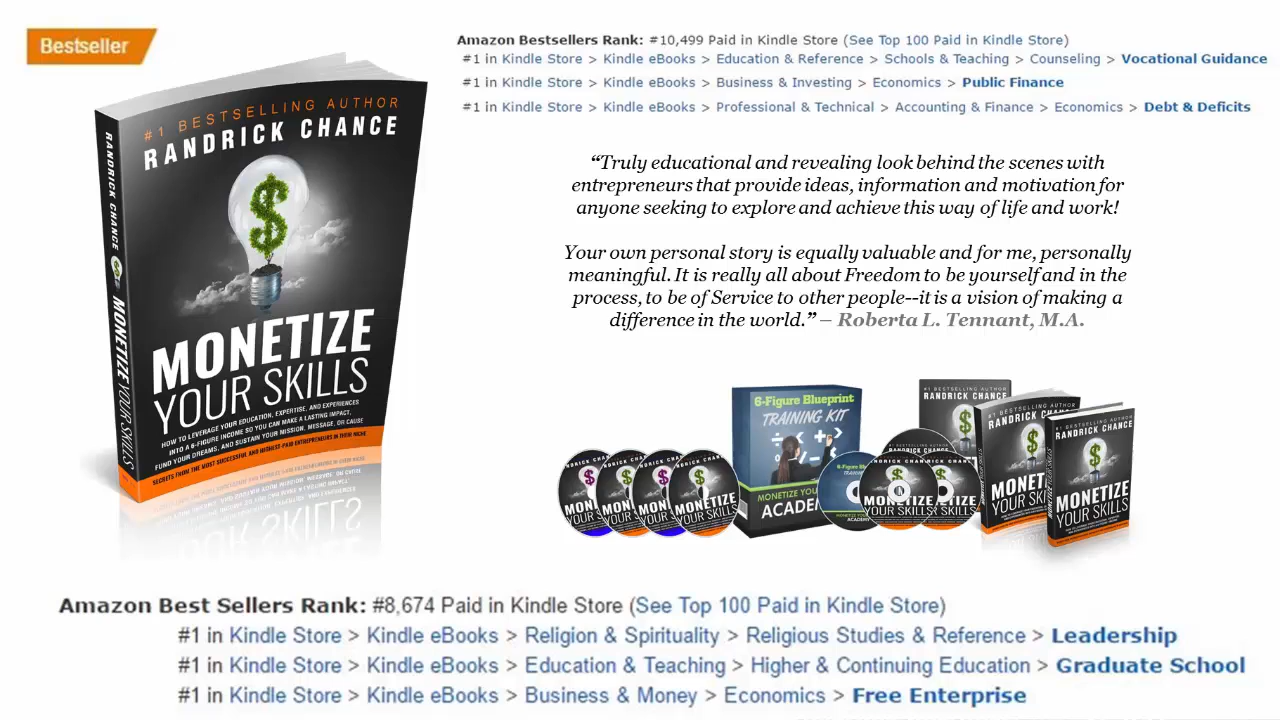 Bestseller
Amazon Bestsellers Rank: #10,499 Paid in Kindle Store (See Top 100 Paid in Kindle Store)
#1 in Kindle Store > Kindle eBooks > Education & Reference > Schools & Teaching > Counseling > Vocational Guidance
#1 in Kindle Store > Kindle eBooks > Business & Investing > Economics > Public Finance
#1 in Kindle Store > Kindle eBooks > Professional & Technical > Accounting & Finance > Economics > Debt & Deficits
#1 BESTSELLING AUTHOR
RANDRICK CHANCE
RANDRICK CHANCE MONETIZE YOUR SKILLS
MONETIZE
YOUR SKILLS
HOW TO LEVERAGE YOUR EDUCATION, EXPERTISE, AND EXPERIENCES
INTO A 6-FIGURE INCOME SO YOU CAN MAKE A LASTING IMPACT,
FUND YOUR DREAMS, AND SUSTAIN YOUR MISSION, MESSAGE, OR CAUSE
SECRETS FROM THE MOST SUCCESSFUL AND HIGHEST-PAID ENTREPRENEURS IN THEIR NICHE
“Truly educational and revealing look behind the scenes with
entrepreneurs that provide ideas, information and motivation for
anyone seeking to explore and achieve this way of life and work!
Your own personal story is equally valuable and for me, personally
meaningful. It is really all about Freedom to be yourself and in the
process, to be of Service to other people--it is a vision of making a
difference in the world.” – Roberta L. Tennant, M.A.
6-Figure Blueprint
TRAINING KIT
MONETIZE YO
ACADEM
#1 BESTSELLING AUTHOR
RANDRICK CHANCE
RANDRICK CHANCE
RANDRICK CHANCE
MONETIZE
YOUR SKILLS
Amazon Best Sellers Rank: #8,674 Paid in Kindle Store (See Top 100 Paid in Kindle Store)
#1 in Kindle Store > Kindle eBooks > Religion & Spirituality > Religious Studies & Reference > Leadership
#1 in Kindle Store > Kindle eBooks > Education & Teaching > Higher & Continuing Education > Graduate School
#1 in Kindle Store > Kindle eBooks > Business & Money > Economics > Free Enterprise